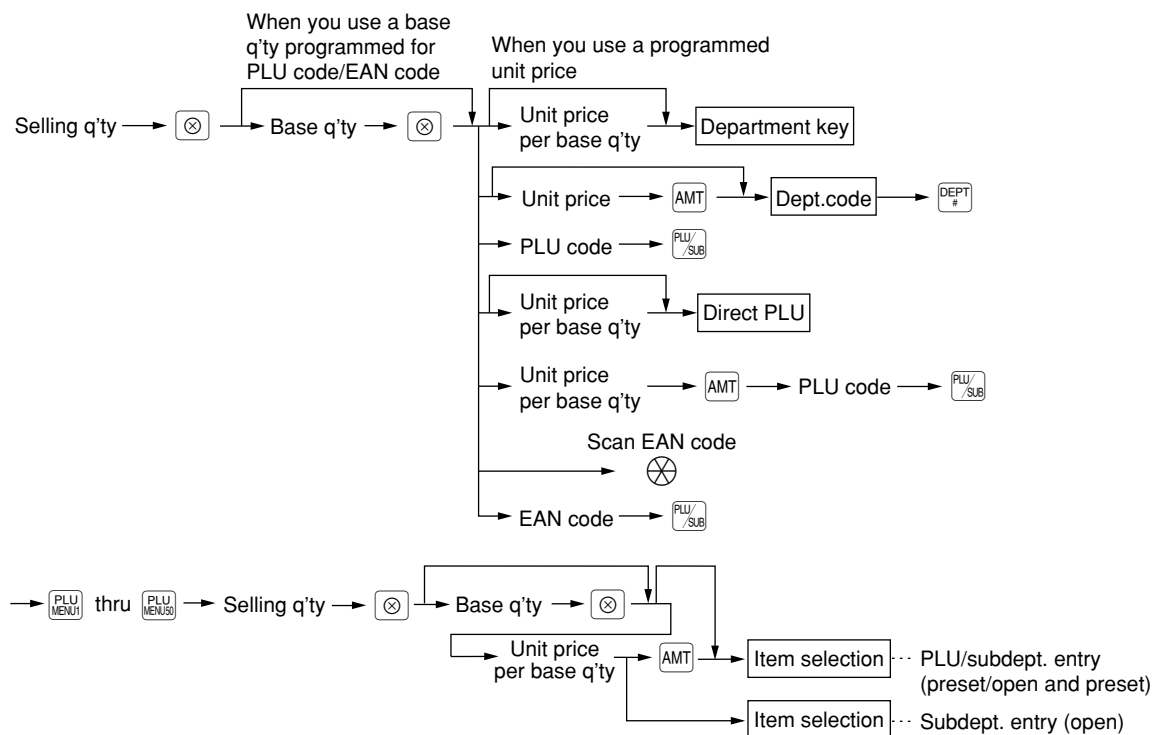 When you use a base
q'ty programmed for
PLU code/EAN code
When you use a programmed
unit price
Selling q'ty
Base q'ty
Unit price
per base q'ty
Department key
Unit price
AMT
Dept.code
DEPT
#
PLU code
PLU/
SUB
Unit price
per base q'ty
Direct PLU
Unit price
per base q'ty
AMT
PLU code
PLU/
SUB
Scan EAN code
EAN code
PLU/
SUB
PLU
MENU1
thru
PLU
MENU50
Selling q'ty
Base q'ty
Unit price
per base q'ty
AMT
Item selection
PLU/subdept. entry
(preset/open and preset)
Item selection
Subdept. entry (open)